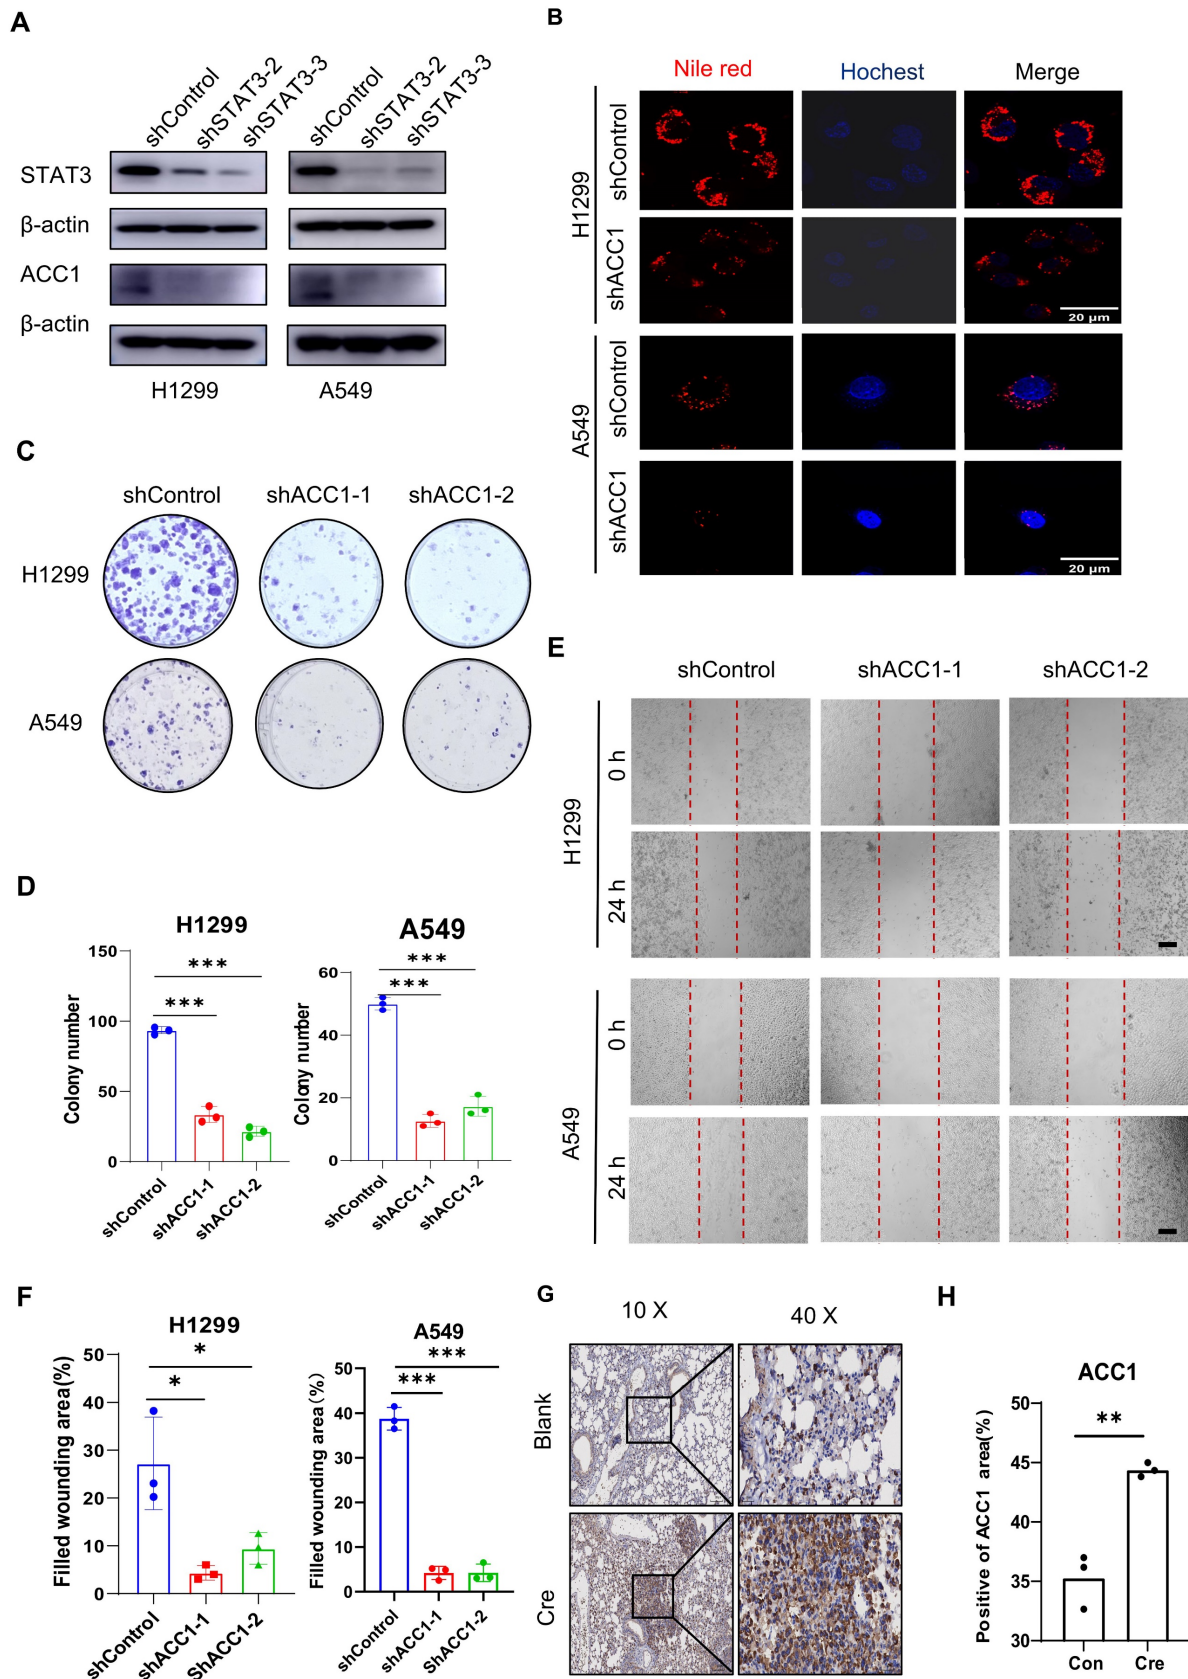 A
shControl
shSTAT3-2
shSTAT3-3
shControl
shSTAT3-2
shSTAT3-3
STAT3
β-actin
ACC1
β-actin
H1299
A549
B
Nile red
Hochest
Merge
H1299
shControl
shACC1
20 μm
A549
shControl
shACC1
20 μm
C
shControl
shACC1-1
shACC1-2
H1299
A549
D
H1299
Colony number
150
100
50
0
***
***
shControl
shACC1-1
shACC1-2
A549
Colony number
60
40
20
0
***
***
shControl
shACC1-1
shACC1-2
E
shControl
shACC1-1
shACC1-2
H1299
0 h
24 h
A549
0 h
24 h
F
H1299
Filled wounding area(%)
50
40
30
20
10
0
*
*
shControl
shACC1-1
ShACC1-2
A549
Filled wounding area(%)
50
40
30
20
10
0
***
***
shControl
shACC1-1
ShACC1-2
G
10 X
40 X
Blank
Cre
H
ACC1
Positive of ACC1 area(%)
50
45
40
35
30
**
Con
Cre